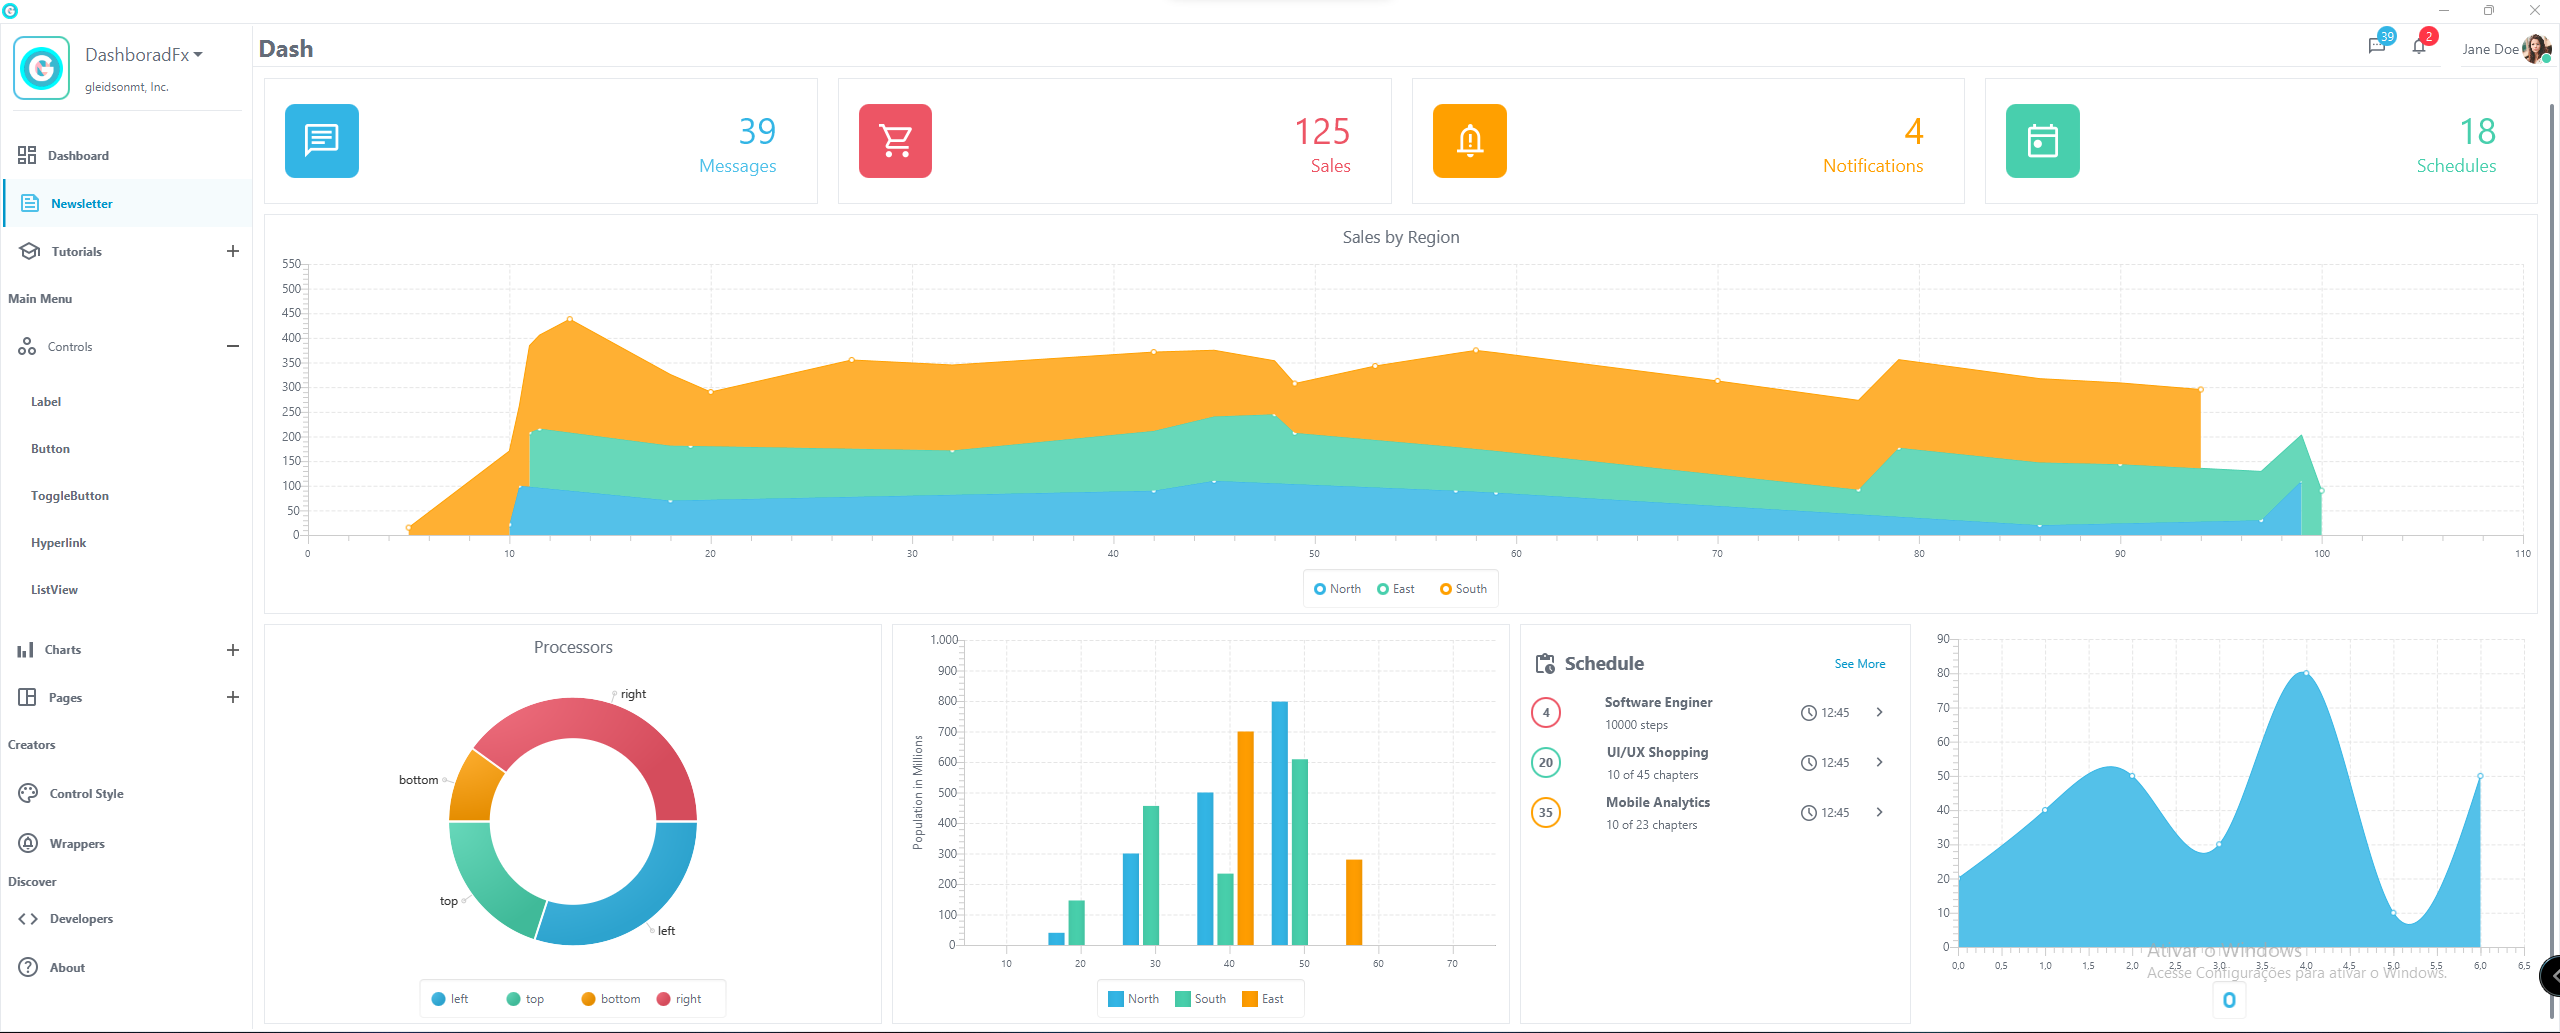 DashboradFx
gleidsonmt, Inc.
Dashboard
Newsletter
Tutorials
Main Menu
Controls
Label
Button
ToggleButton
Hyperlink
ListView
Charts
Pages
Creators
Control Style
Wrappers
Discover
Developers
About
Dash
39
2
Jane Doe
39
Messages
125
Sales
4
Notifications
18
Schedules
Sales by Region
550
500
450
400
350
300
250
200
150
100
50
0
0 10 20 30 40 50 60 70 80 90 100 110
North East South
Processors
right
bottom
top
left
left top bottom right
Population in Millions
1.000
900
800
700
600
500
400
300
200
100
0
10 20 30 40 50 60 70
North South East
Schedule See More
4 Software Enginer 12:45
10000 steps
20 UI/UX Shopping 12:45
10 of 45 chapters
35 Mobile Analytics 12:45
10 of 23 chapters
90
80
70
60
50
40
30
20
10
0
0,0 0,5 1,0 1,5 2,0 2,5 3,0 3,5 4,0 4,5 5,0 5,5 6,0 6,5
Ativar o Windows
Acesse Configurações para ativar o Windows.